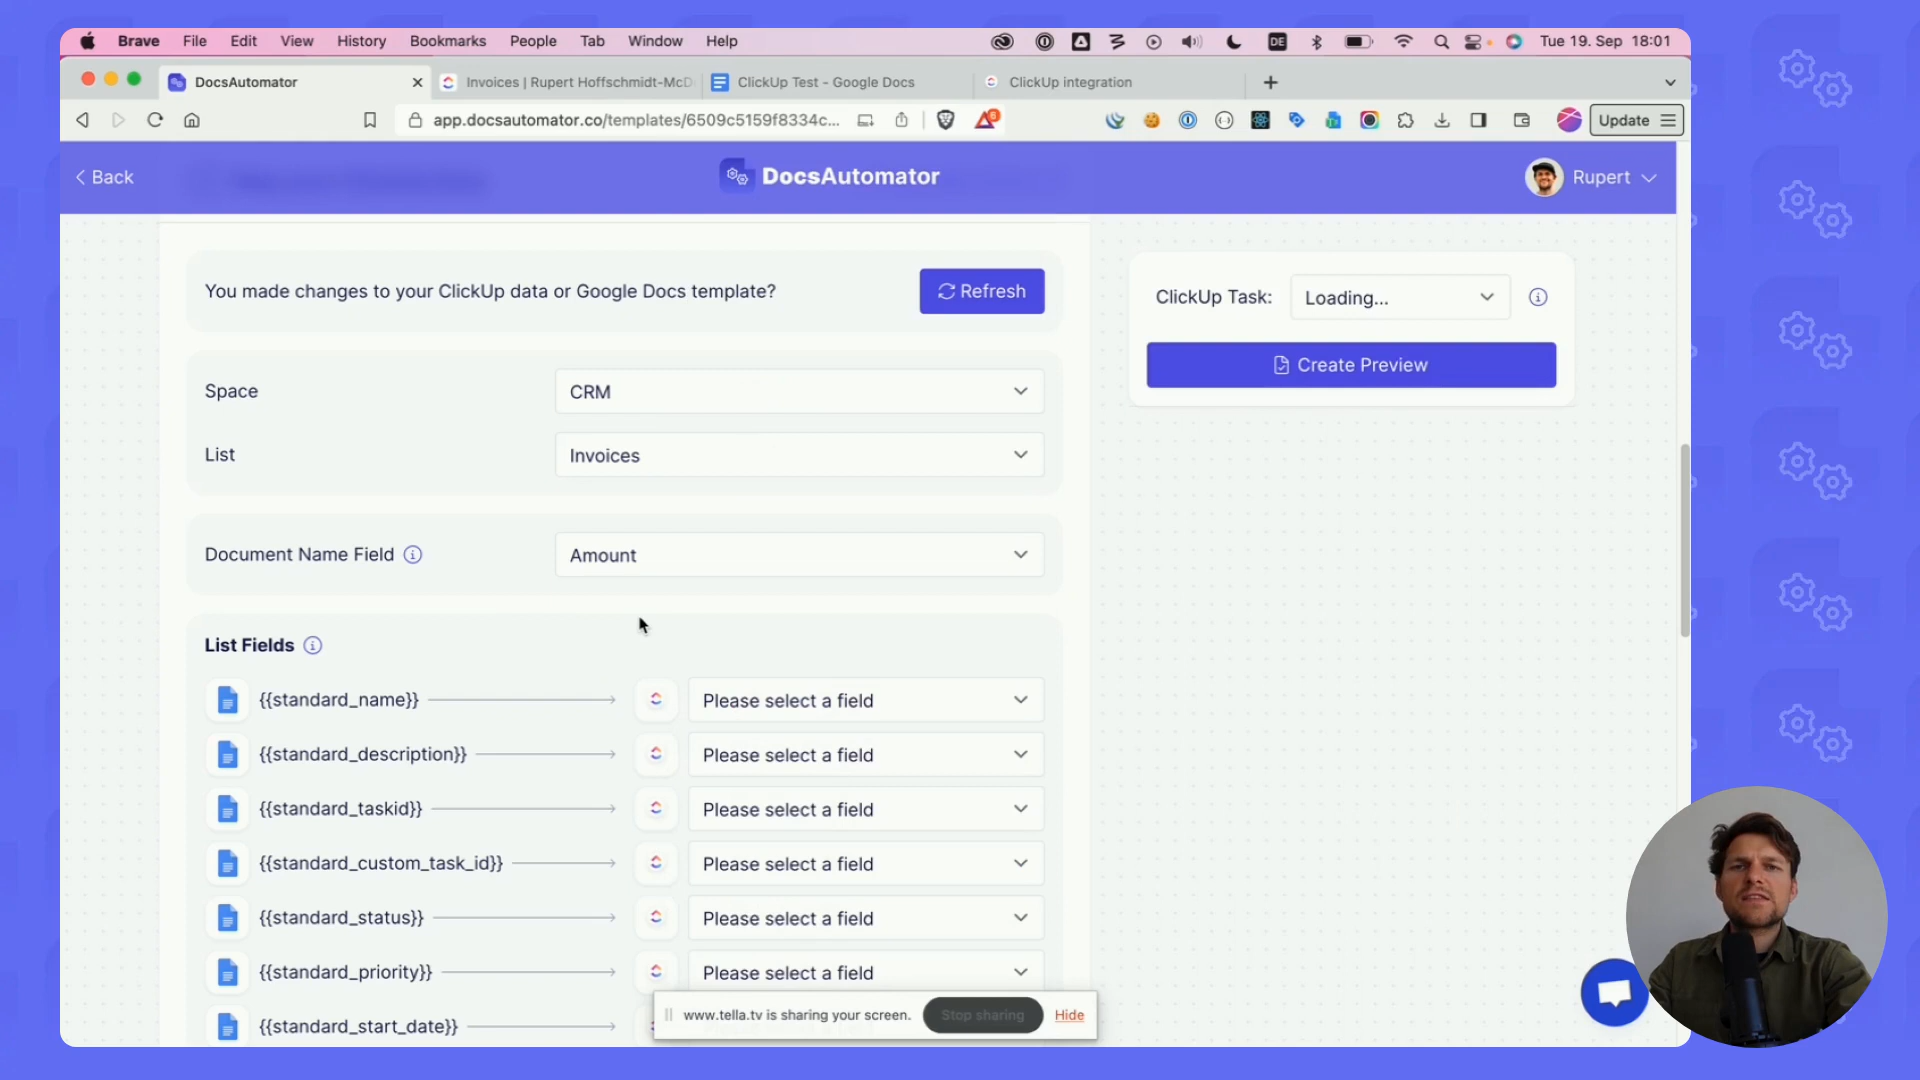 Brave File Edit View History Bookmarks People Tab Window Help DE Tue 19. Sep 18:01
DocsAutomator Invoices | Rupert Hoffschmidt-McD ClickUp Test - Google Docs ClickUp integration
app.docsautomator.co/templates/6509c5159f8334c... Update
Back DocsAutomator Rupert
You made changes to your ClickUp data or Google Docs template? Refresh
ClickUp Task: Loading...
Create Preview
Space CRM
List Invoices
Document Name Field Amount
List Fields
{{standard_name}} Please select a field
{{standard_description}} Please select a field
{{standard_taskid}} Please select a field
{{standard_custom_task_id}} Please select a field
{{standard_status}} Please select a field
{{standard_priority}} Please select a field
www.tella.tv is sharing your screen. Stop sharing Hide
{{standard_start_date}}